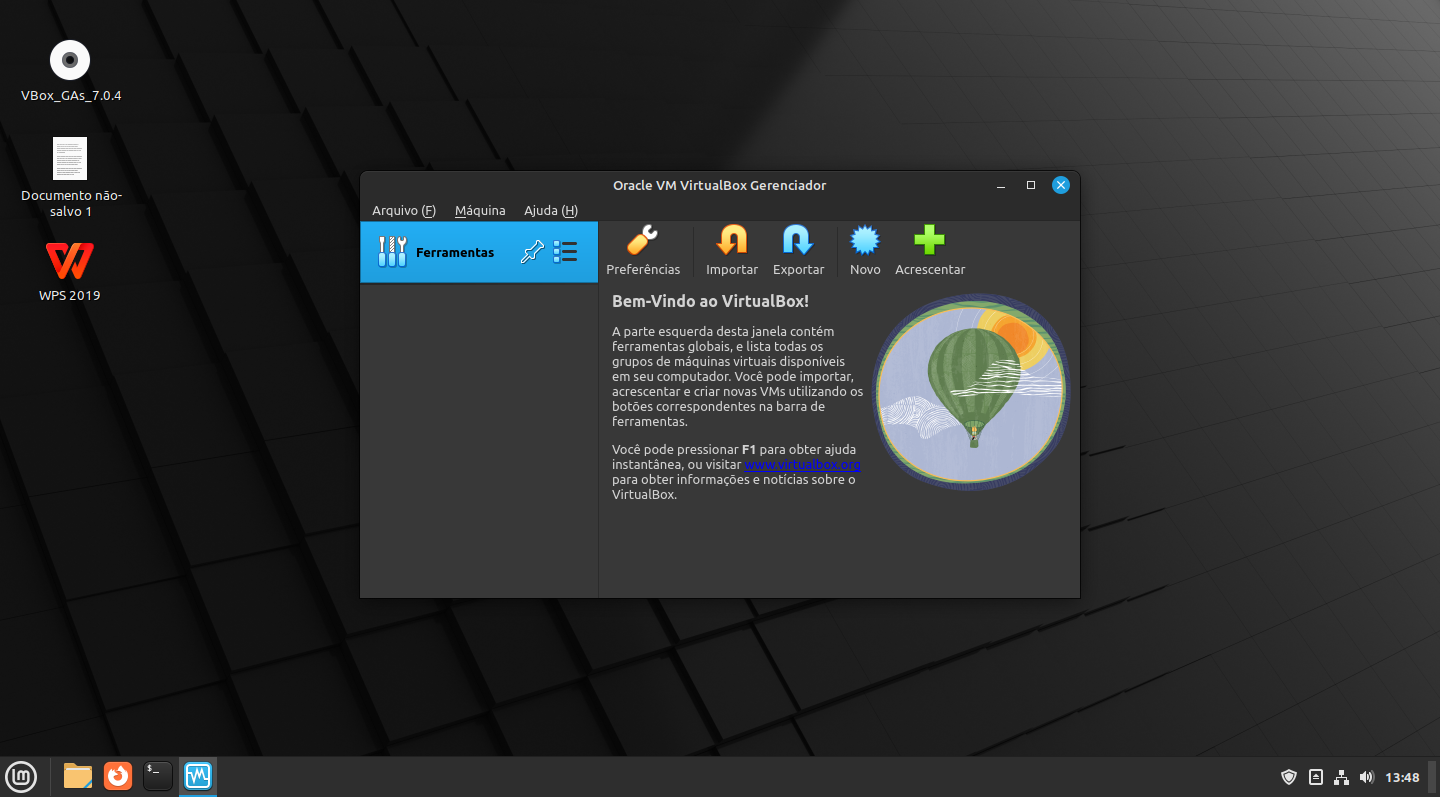 VBox_GAs_7.0.4
Documento não-
salvo 1
WPS 2019
Oracle VM VirtualBox Gerenciador
Arquivo (F) Máquina Ajuda (H)
Ferramentas
Preferências Importar Exportar Novo Acrescentar
Bem-Vindo ao VirtualBox!
A parte esquerda desta janela contém
ferramentas globais, e lista todas os
grupos de máquinas virtuais disponíveis
em seu computador. Você pode importar,
acrescentar e criar novas VMs utilizando os
botões correspondentes na barra de
ferramentas.
Você pode pressionar F1 para obter ajuda
instantânea, ou visitar www.virtualbox.org
para obter informações e notícias sobre o
VirtualBox.
$_
13:48